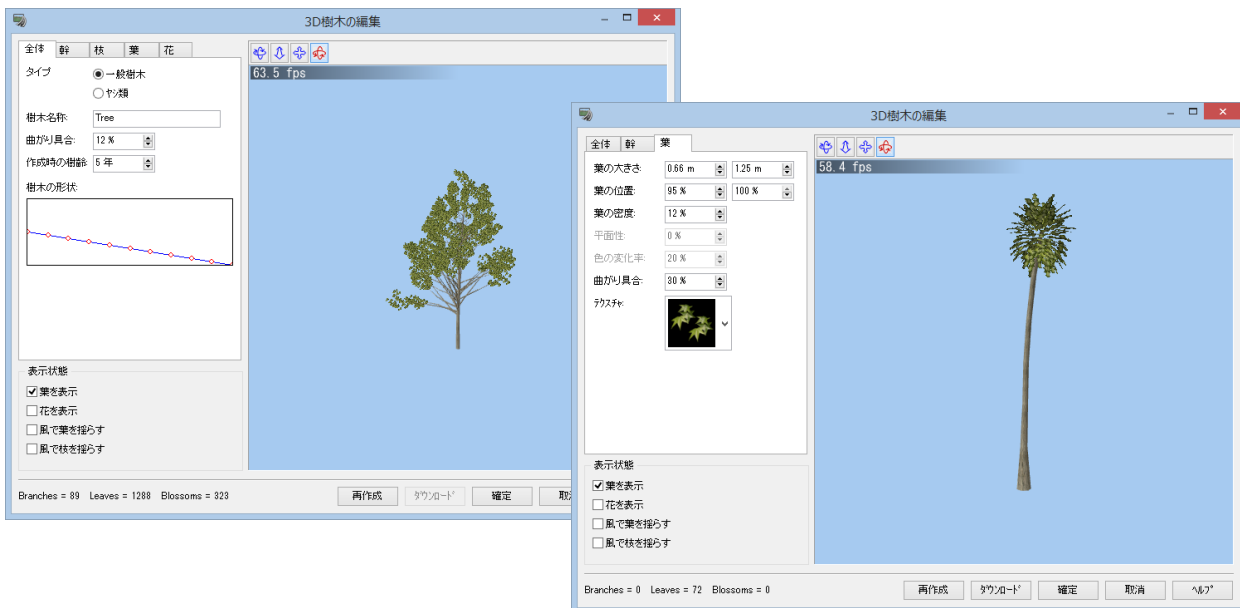 3D樹木の編集
全体 幹 枝 葉 花
タイプ
一般樹木
ヤシ類
樹木名称: Tree
曲がり具合: 12 %
作成時の樹齢: 5 年
樹木の形状:
63.5 fps
表示状態
葉を表示
花を表示
風で葉を揺らす
風で枝を揺らす
Branches = 89 Leaves = 1288 Blossoms = 323
再作成 ダウンロード 確定
3D樹木の編集
全体 幹 葉
葉の大きさ: 0.66 m 1.25 m
葉の位置: 95 % 100 %
葉の密度: 12 %
平面性: 0 %
色の変化率: 20 %
曲がり具合: 30 %
テクスチャ:
58.4 fps
表示状態
葉を表示
花を表示
風で葉を揺らす
風で枝を揺らす
Branches = 0 Leaves = 72 Blossoms = 0
再作成 ダウンロード 確定 取消 ヘルプ